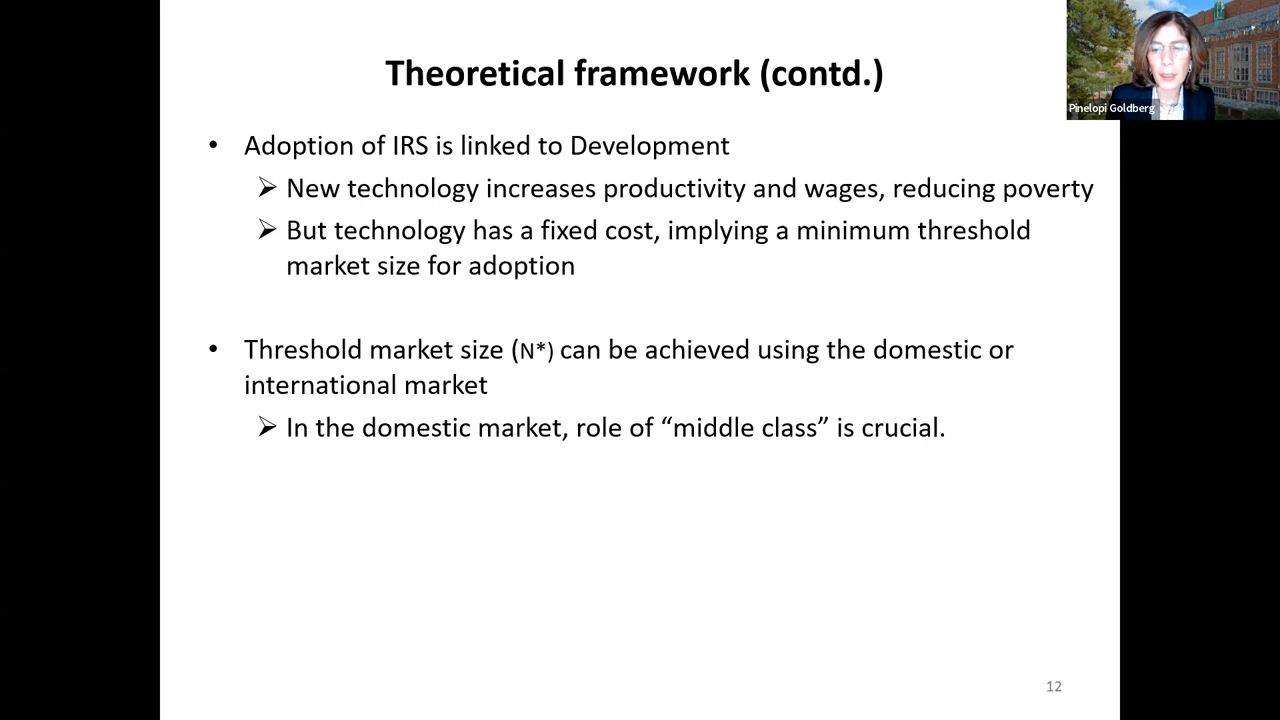 Theoretical framework (contd.)
Pinelopi Goldberg
• Adoption of IRS is linked to Development
➢ New technology increases productivity and wages, reducing poverty
➢ But technology has a fixed cost, implying a minimum threshold
market size for adoption
• Threshold market size (N*) can be achieved using the domestic or
international market
➢ In the domestic market, role of “middle class” is crucial.
12